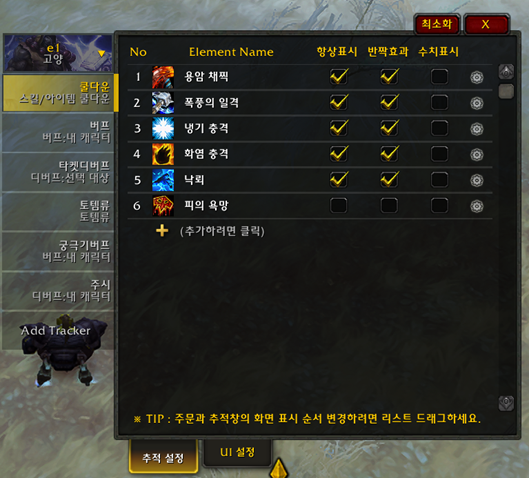 최소화 X
e1
고양
No Element Name 항상표시 반짝효과 수치표시
쿨다운
스킬/아이템 쿨다운
버프
버프:내 캐릭터
타켓디버프
디버프:선택 대상
토템류
토템류
궁극기버프
버프:내 캐릭터
주시
디버프:내 캐릭터
Add Tracker
1 용암 채찍
2 폭풍의 일격
3 냉기 충격
4 화염 충격
5 낙뢰
6 피의 욕망
+ (추가하려면 클릭)
※ TIP : 주문과 추적창의 화면 표시 순서 변경하려면 리스트 드래그하세요.
추적 설정
UI 설정